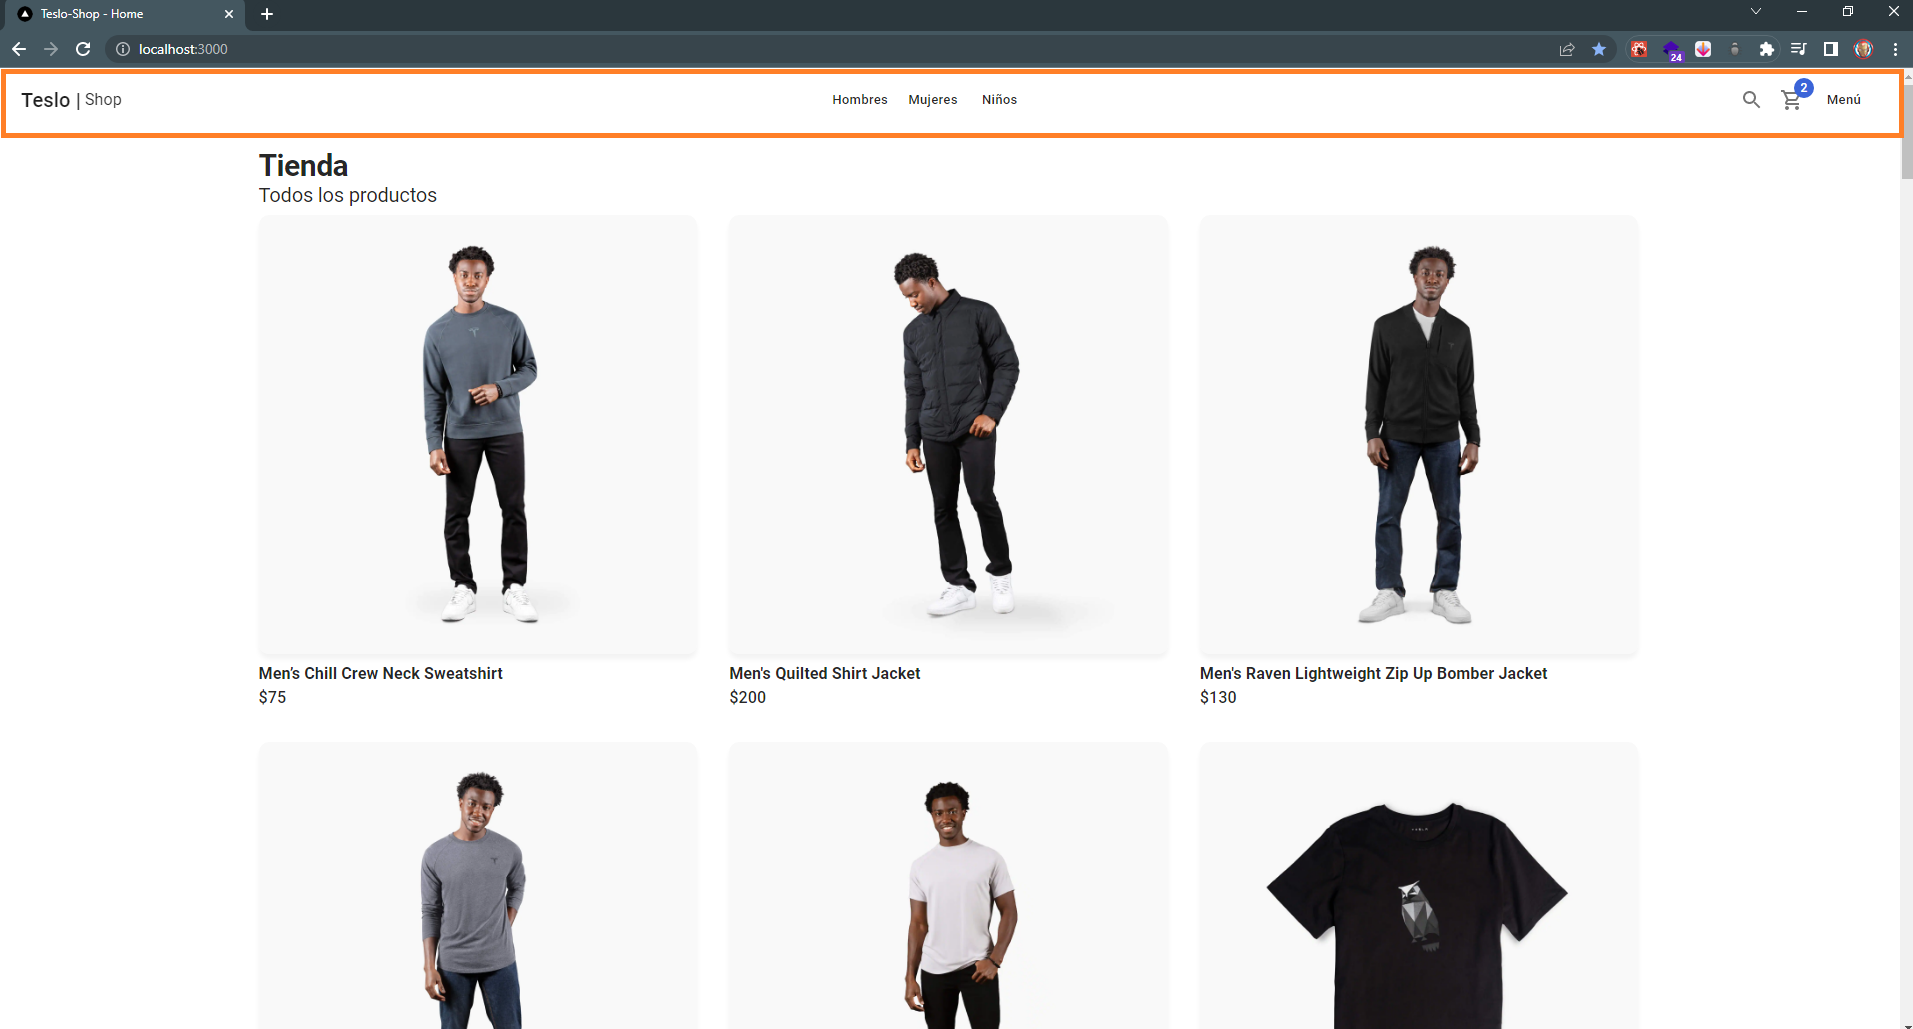 Teslo-Shop - Home
localhost:3000
24
Teslo | Shop
Hombres Mujeres Niños
2
Menú
Tienda
Todos los productos
Men’s Chill Crew Neck Sweatshirt
$75
Men's Quilted Shirt Jacket
$200
Men's Raven Lightweight Zip Up Bomber Jacket
$130